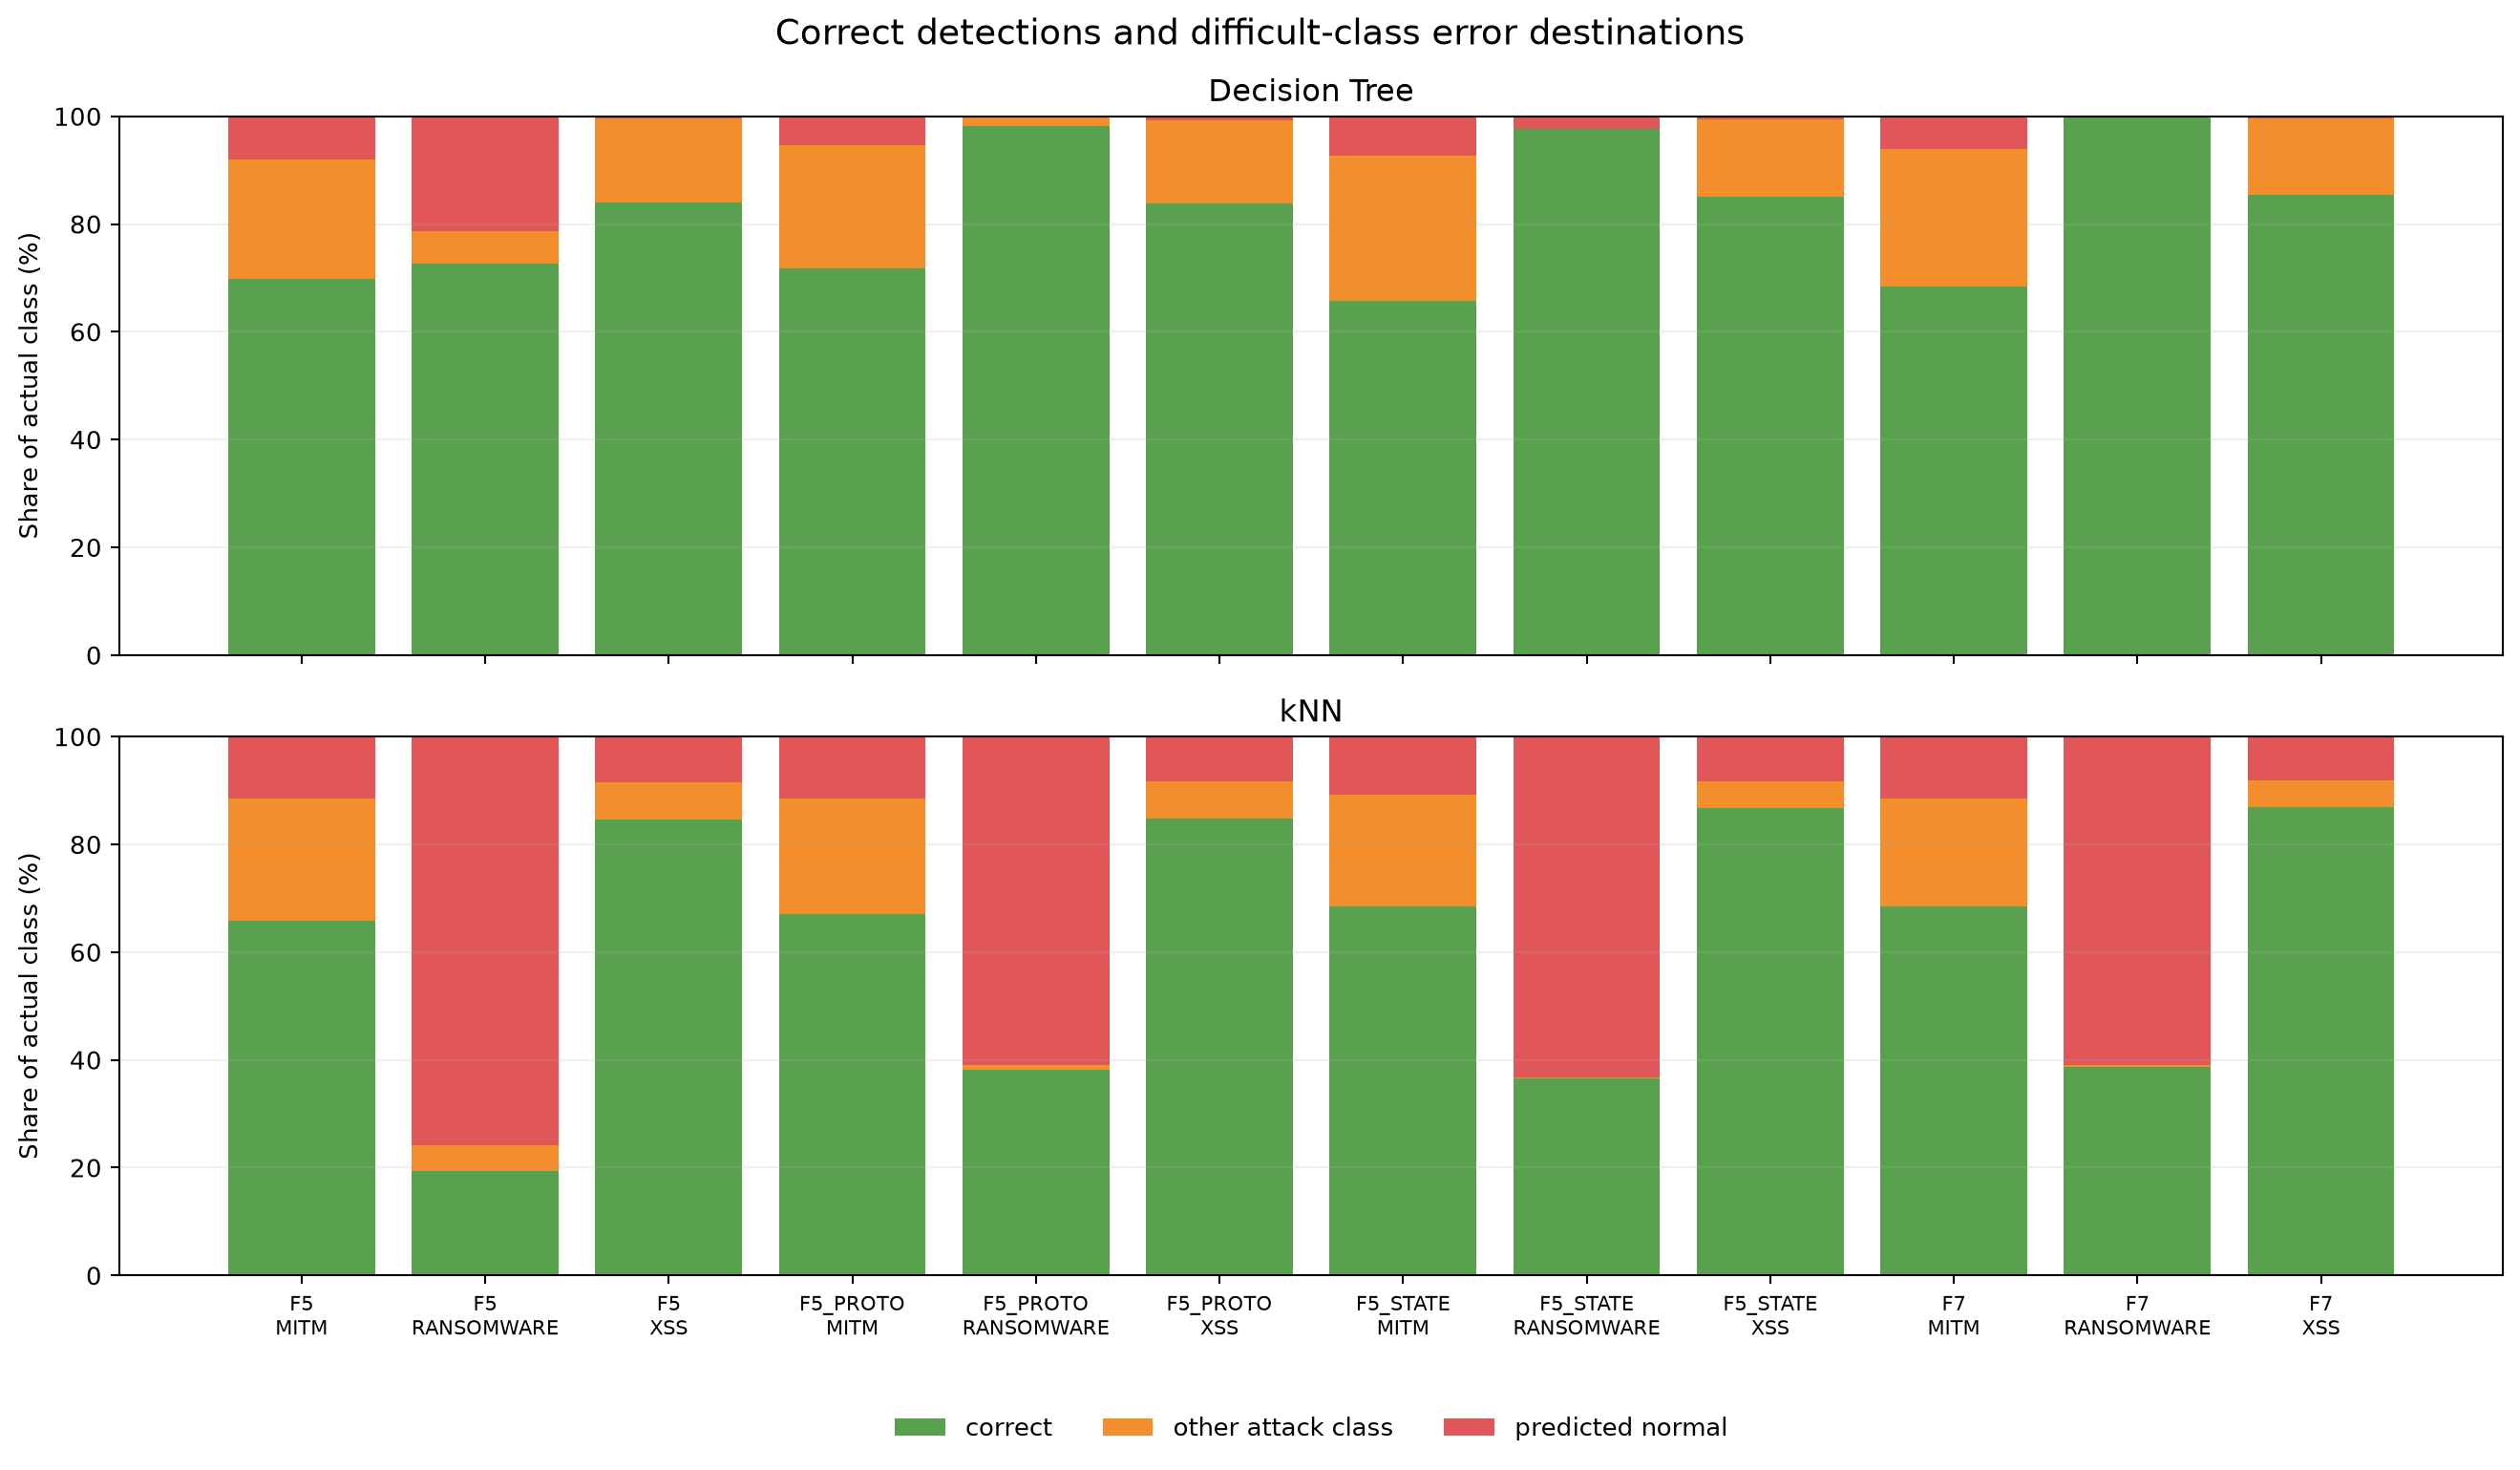 Correct detections and difficult-class error destinations
Decision Tree
Share of actual class (%)
100
80
60
40
20
0
kNN
Share of actual class (%)
100
80
60
40
20
0
F5 MITM
F5 RANSOMWARE
F5 XSS
F5_PROTO MITM
F5_PROTO RANSOMWARE
F5_PROTO XSS
F5_STATE MITM
F5_STATE RANSOMWARE
F5_STATE XSS
F7 MITM
F7 RANSOMWARE
F7 XSS
correct
other attack class
predicted normal